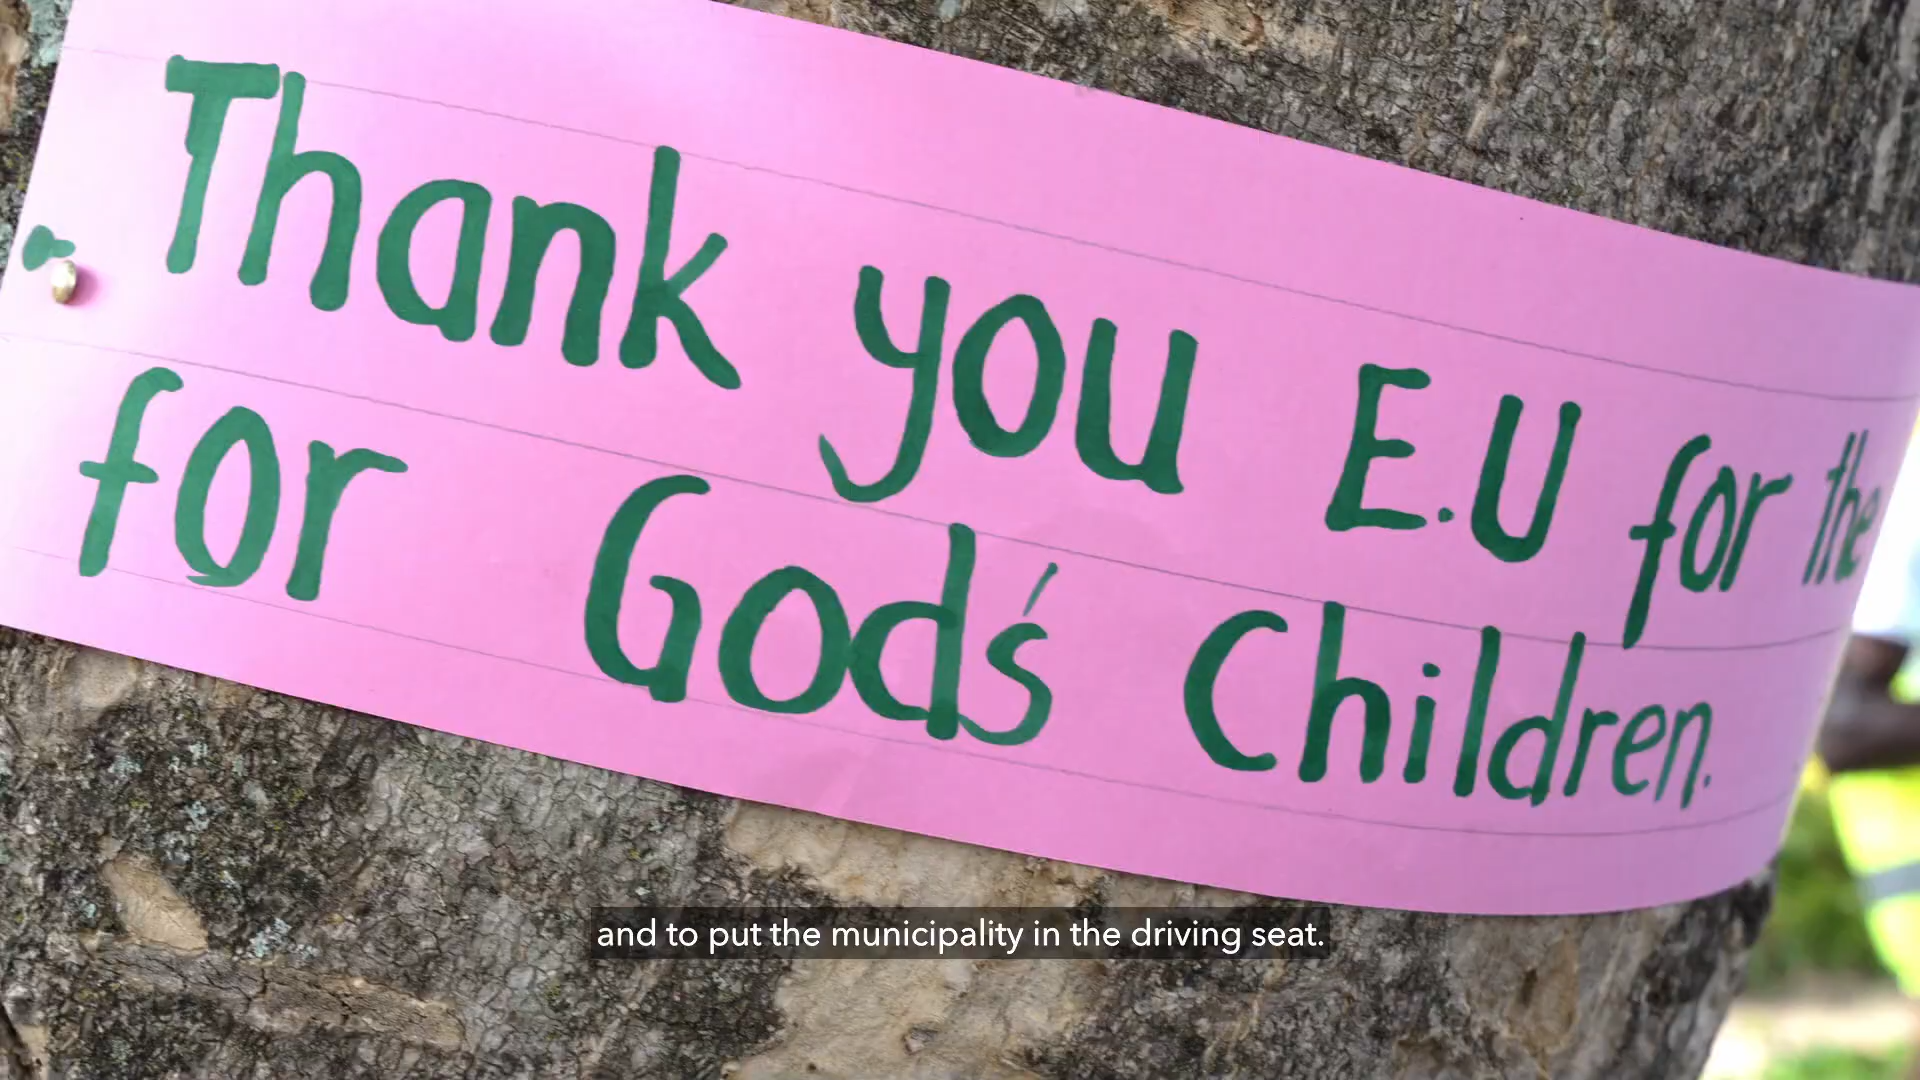 Thank you E.U for the
for God's Children.
and to put the municipality in the driving seat.